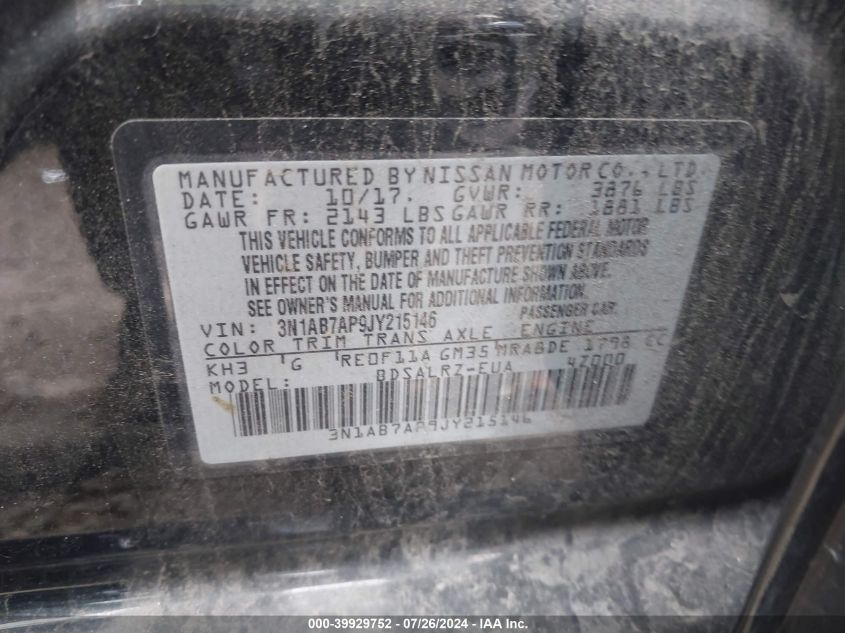 MANUFACTURED BY NISSAN MOTOR CO., LTD.
DATE: 10/17. GVWR: 3876 LBS
GAWR FR: 2143 LBS GAWR RR: 1881 LBS
THIS VEHICLE CONFORMS TO ALL APPLICABLE FEDERAL MOTOR
VEHICLE SAFETY, BUMPER AND THEFT PREVENTION STANDARDS
IN EFFECT ON THE DATE OF MANUFACTURE SHOWN ABOVE.
SEE OWNER'S MANUAL FOR ADDITIONAL INFORMATION.
VIN: 3N1AB7AP9JY215146 PASSENGER CAR
COLOR TRIM TRANS AXLE ENGINE
KH3 G RE0F11A GM35 MRA8DE 1798 CC
MODEL: BDSALRZ-EUA 47000
3N1AB7AP9JY215146
000-39929752 - 07/26/2024 - IAA, Inc.